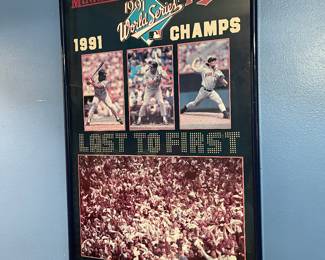 1991
World Series
1991 CHAMPS
LAST TO FIRST